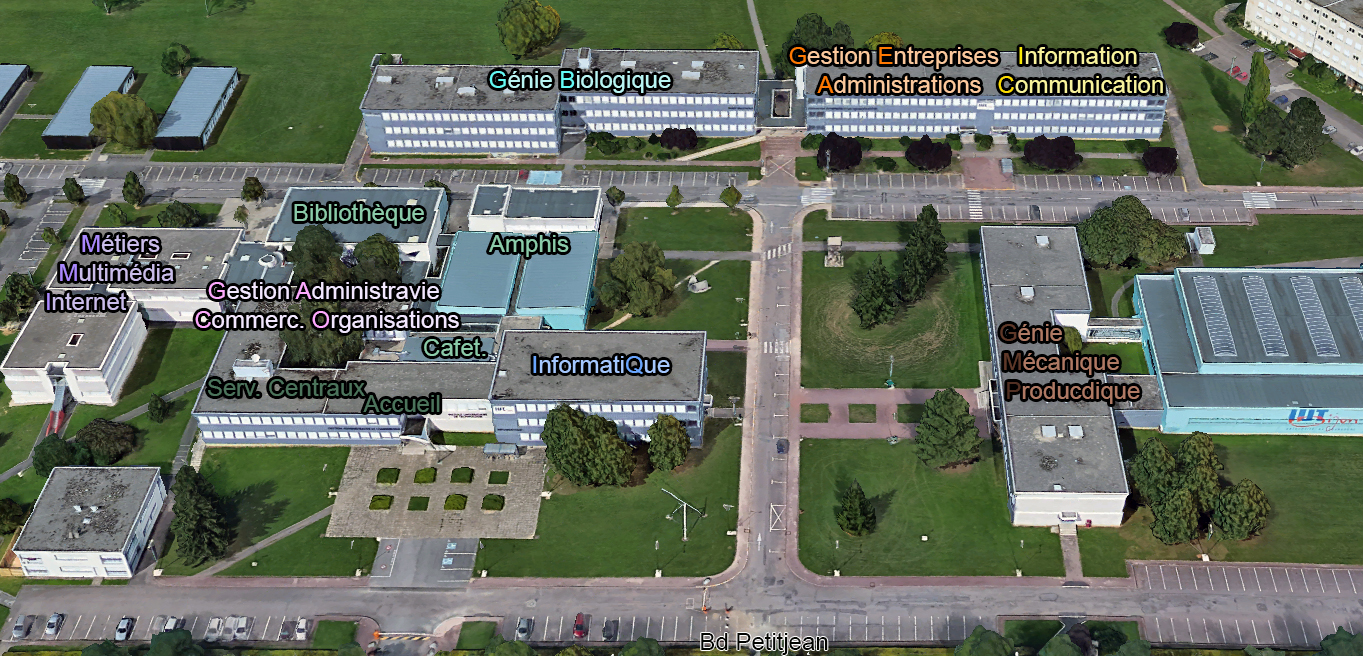 Gestion Entreprises
Administrations
Information
Communication
Génie Biologique
Bibliothèque
Métiers
Multimédia
Internet
Amphis
Gestion Administravie
Commerc. Organisations
Cafet.
InformatiQue
Génie
Mécanique
Producdique
Serv. Centraux
Accueil
IUT
Bd Petitjean